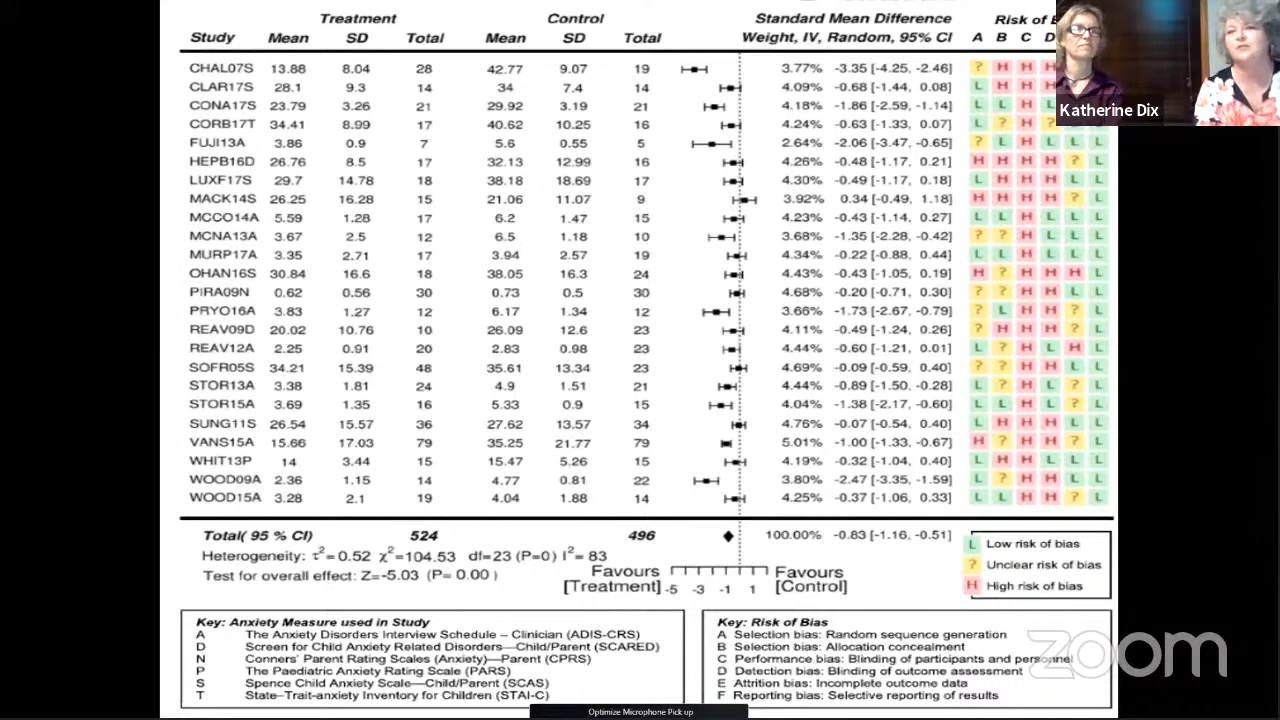 Treatment Control Standard Mean Difference Risk of
Study Mean SD Total Mean SD Total Weight, IV, Random, 95% CI A B C D
CHAL07S 13.88 8.04 28 42.77 9.07 19 3.77% -3.35 [-4.25, -2.46] ? H H H
CLAR17S 28.1 9.3 14 34 7.4 14 4.09% -0.68 [-1.44, 0.08] L H H H
CONA17S 23.79 3.26 21 29.92 3.19 21 4.18% -1.86 [-2.59, -1.14] L L H L
CORB17T 34.41 8.99 17 40.62 10.25 16 4.24% -0.63 [-1.33, 0.07] L ? H ?
FUJI13A 3.86 0.9 7 5.6 0.55 5 2.64% -2.06 [-3.47, -0.65] ? L H L L L
HEPB16D 26.76 8.5 17 32.13 12.99 16 4.26% -0.48 [-1.17, 0.21] H H H H ? L
LUXF17S 29.7 14.78 18 38.18 18.69 17 4.30% -0.49 [-1.17, 0.18] L H H H L L
MACK14S 26.25 16.28 15 21.06 11.07 9 3.92% 0.34 [-0.49, 1.18] H H H H ? L
MCCO14A 5.59 1.28 17 6.2 1.47 15 4.23% -0.43 [-1.14, 0.27] L L H L L L
MCNA13A 3.67 2.5 12 6.5 1.18 10 3.68% -1.35 [-2.28, -0.42] ? ? H L L L
MURP17A 3.35 2.71 17 3.94 2.57 19 4.34% -0.22 [-0.88, 0.44] L L H L L L
OHAN16S 30.84 16.6 18 38.05 16.3 24 4.43% -0.43 [-1.05, 0.19] H ? H H H L
PIRA09N 0.62 0.56 30 0.73 0.5 30 4.68% -0.20 [-0.71, 0.30] ? ? H H L L
PRYO16A 3.83 1.27 12 6.17 1.34 12 3.66% -1.73 [-2.67, -0.79] ? L H L ? L
REAV09D 20.02 10.76 10 26.09 12.6 23 4.11% -0.49 [-1.24, 0.26] ? H H H ? L
REAV12A 2.25 0.91 20 2.83 0.98 23 4.44% -0.60 [-1.21, 0.01] L ? H L H L
SOFR05S 34.21 15.39 48 35.61 13.34 23 4.69% -0.09 [-0.59, 0.40] ? ? H H L L
STOR13A 3.38 1.81 24 4.9 1.51 21 4.44% -0.89 [-1.50, -0.28] L ? H L ? L
STOR15A 3.69 1.35 16 5.33 0.9 15 4.04% -1.38 [-2.17, -0.60] L L H L ? L
SUNG11S 26.54 15.57 36 27.62 13.57 34 4.76% -0.07 [-0.54, 0.40] L H H H L L
VANS15A 15.66 17.03 79 35.25 21.77 79 5.01% -1.00 [-1.33, -0.67] H ? H H ? L
WHIT13P 14 3.44 15 15.47 5.26 15 4.19% -0.32 [-1.04, 0.40] L H H L L L
WOOD09A 2.36 1.15 14 4.77 0.81 22 3.80% -2.47 [-3.35, -1.59] L ? H H L L
WOOD15A 3.28 2.1 19 4.04 1.88 14 4.25% -0.37 [-1.06, 0.33] L L H H ? L
Total( 95 % CI) 524 496 100.00% -0.83 [-1.16, -0.51]
Heterogeneity: τ²=0.52 χ²=104.53 df=23 (P=0) I²= 83
Test for overall effect: Z=-5.03 (P= 0.00 )
Favours [Treatment] -5 -3 -1 1 Favours [Control]
L Low risk of bias
? Unclear risk of bias
H High risk of bias
Key: Anxiety Measure used in Study
A The Anxiety Disorders Interview Schedule – Clinician (ADIS-CRS)
D Screen for Child Anxiety Related Disorders—Child/Parent (SCARED)
N Conners' Parent Rating Scales (Anxiety)—Parent (CPRS)
P The Paediatric Anxiety Rating Scale (PARS)
S Spence Child Anxiety Scale—Child/Parent (SCAS)
T State–Trait-anxiety Inventory for Children (STAI-C)
Key: Risk of Bias
A Selection bias: Random sequence generation
B Selection bias: Allocation concealment
C Performance bias: Blinding of participants and personnel
D Detection bias: Blinding of outcome assessment
E Attrition bias: Incomplete outcome data
F Reporting bias: Selective reporting of results
Katherine Dix
zoom
Optimize Microphone Pick up